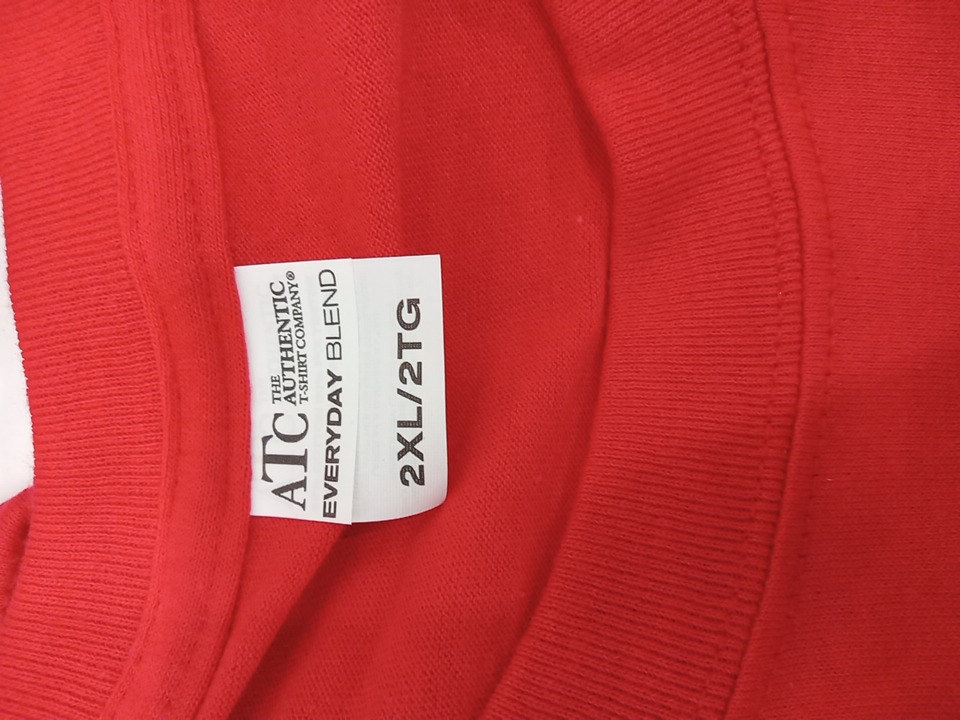 ATC THE
AUTHENTIC
T-SHIRT COMPANY®
EVERYDAY BLEND
2XL/2TG